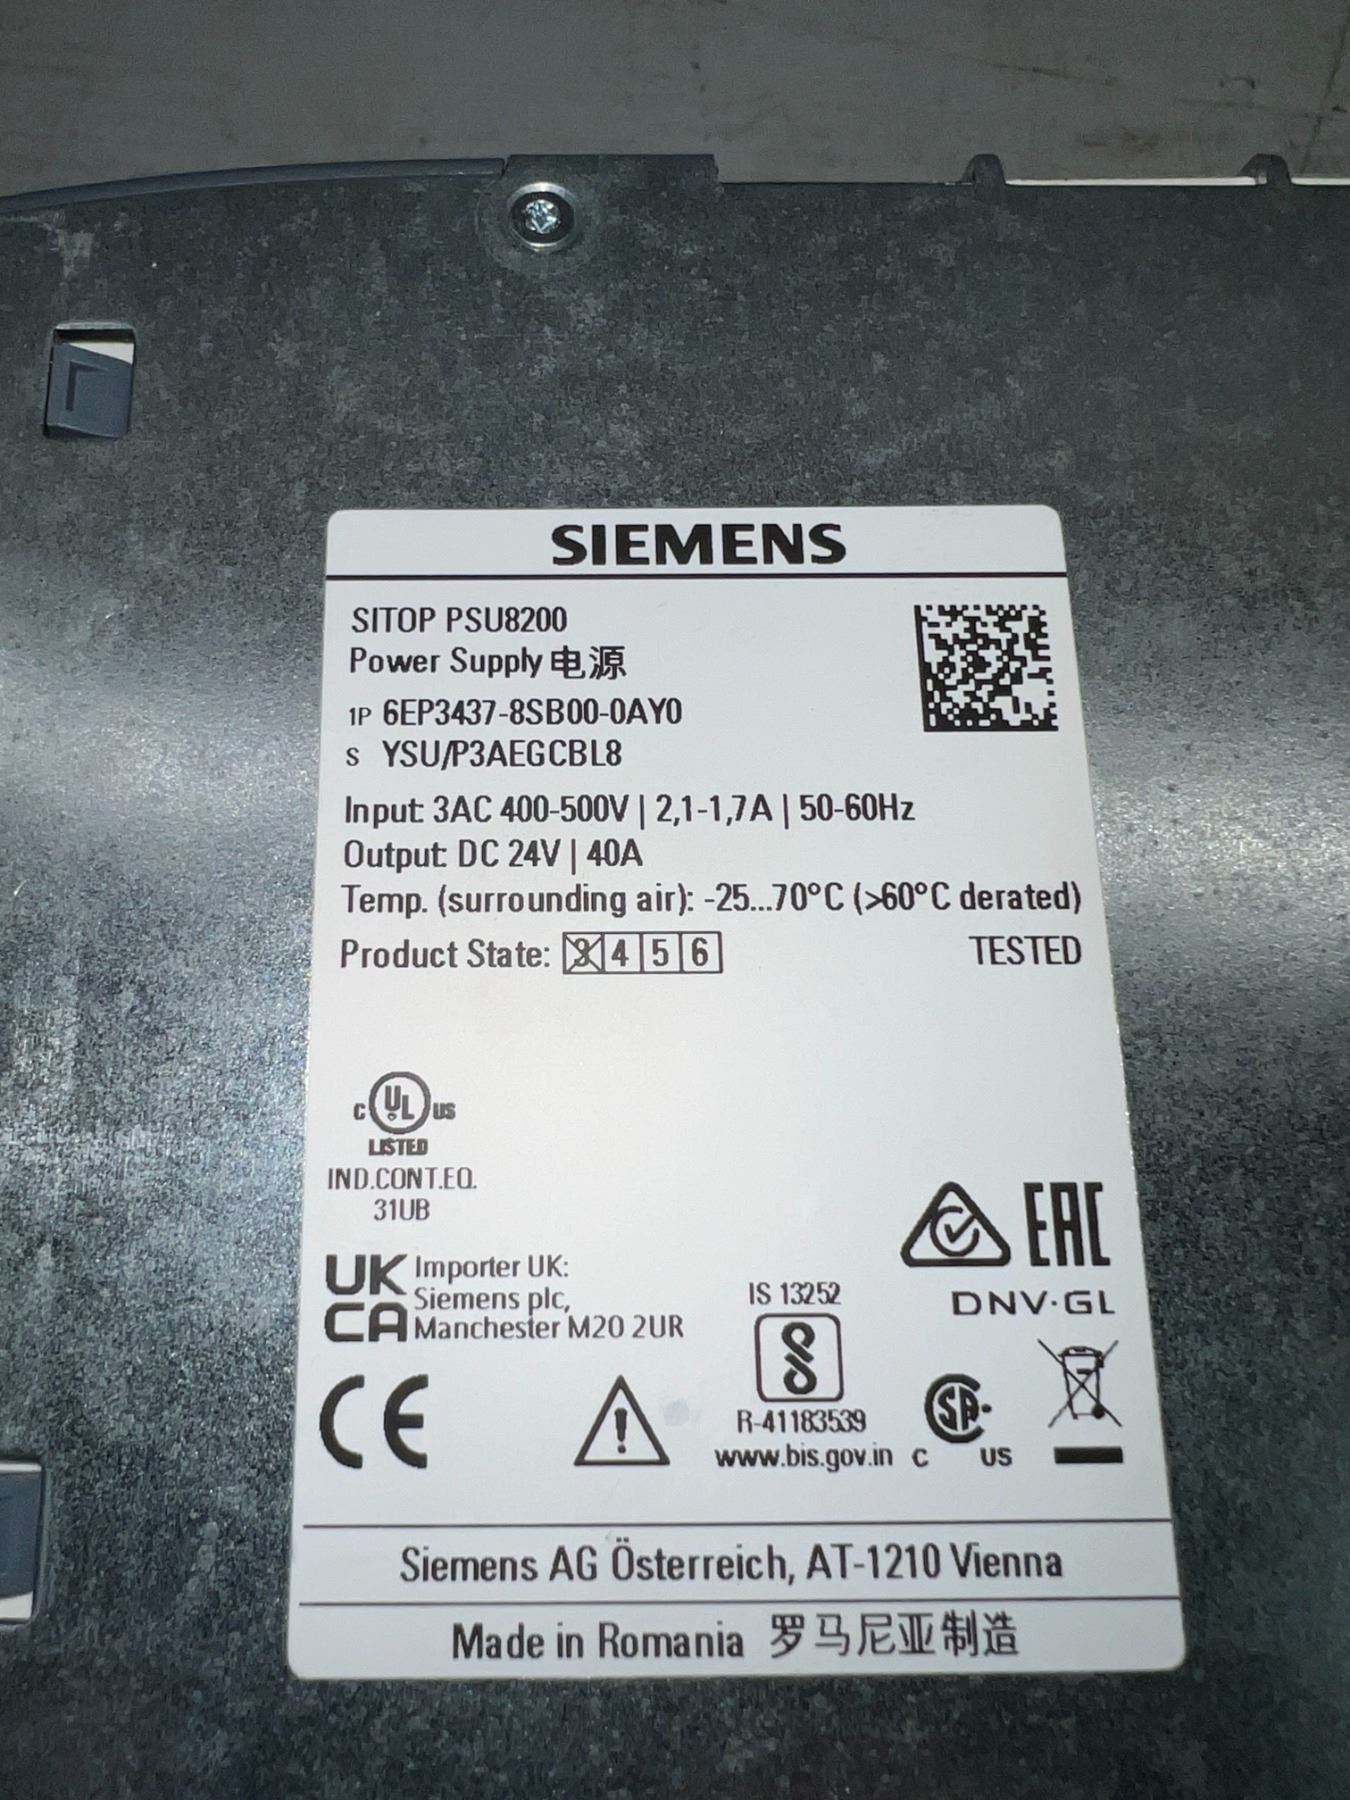 SIEMENS
SITOP PSU8200
Power Supply 电源
1P 6EP3437-8SB00-0AY0
S YSU/P3AEGCBL8
Input: 3AC 400-500V | 2,1-1,7A | 50-60Hz
Output: DC 24V | 40A
Temp. (surrounding air): -25...70°C (>60°C derated)
Product State: 3 4 5 6 TESTED
C UL US
LISTED
IND.CONT.EQ.
31UB
EAC
DNV·GL
UK CA
Importer UK:
Siemens plc,
Manchester M20 2UR
IS 13252
R-41183539
www.bis.gov.in
CE
C SA US
Siemens AG Österreich, AT-1210 Vienna
Made in Romania 罗马尼亚制造